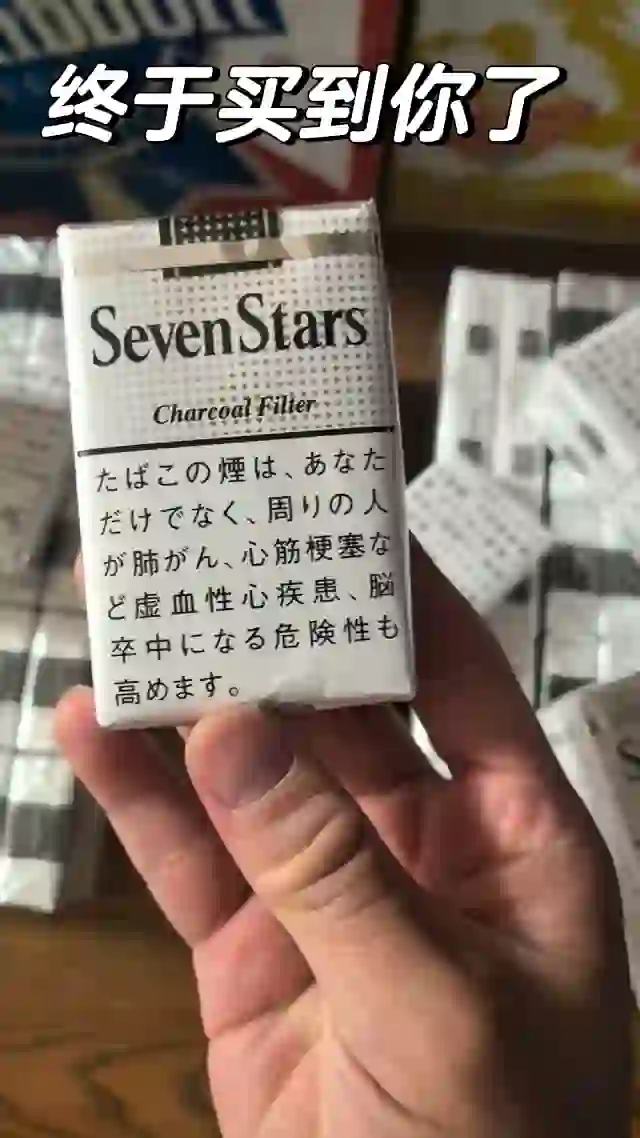 终于买到你了
Seven Stars
Charcoal Filter
たばこの煙は、あなた
だけでなく、周りの人
が肺がん、心筋梗塞な
ど虚血性心疾患、脳
卒中になる危険性も
高めます。